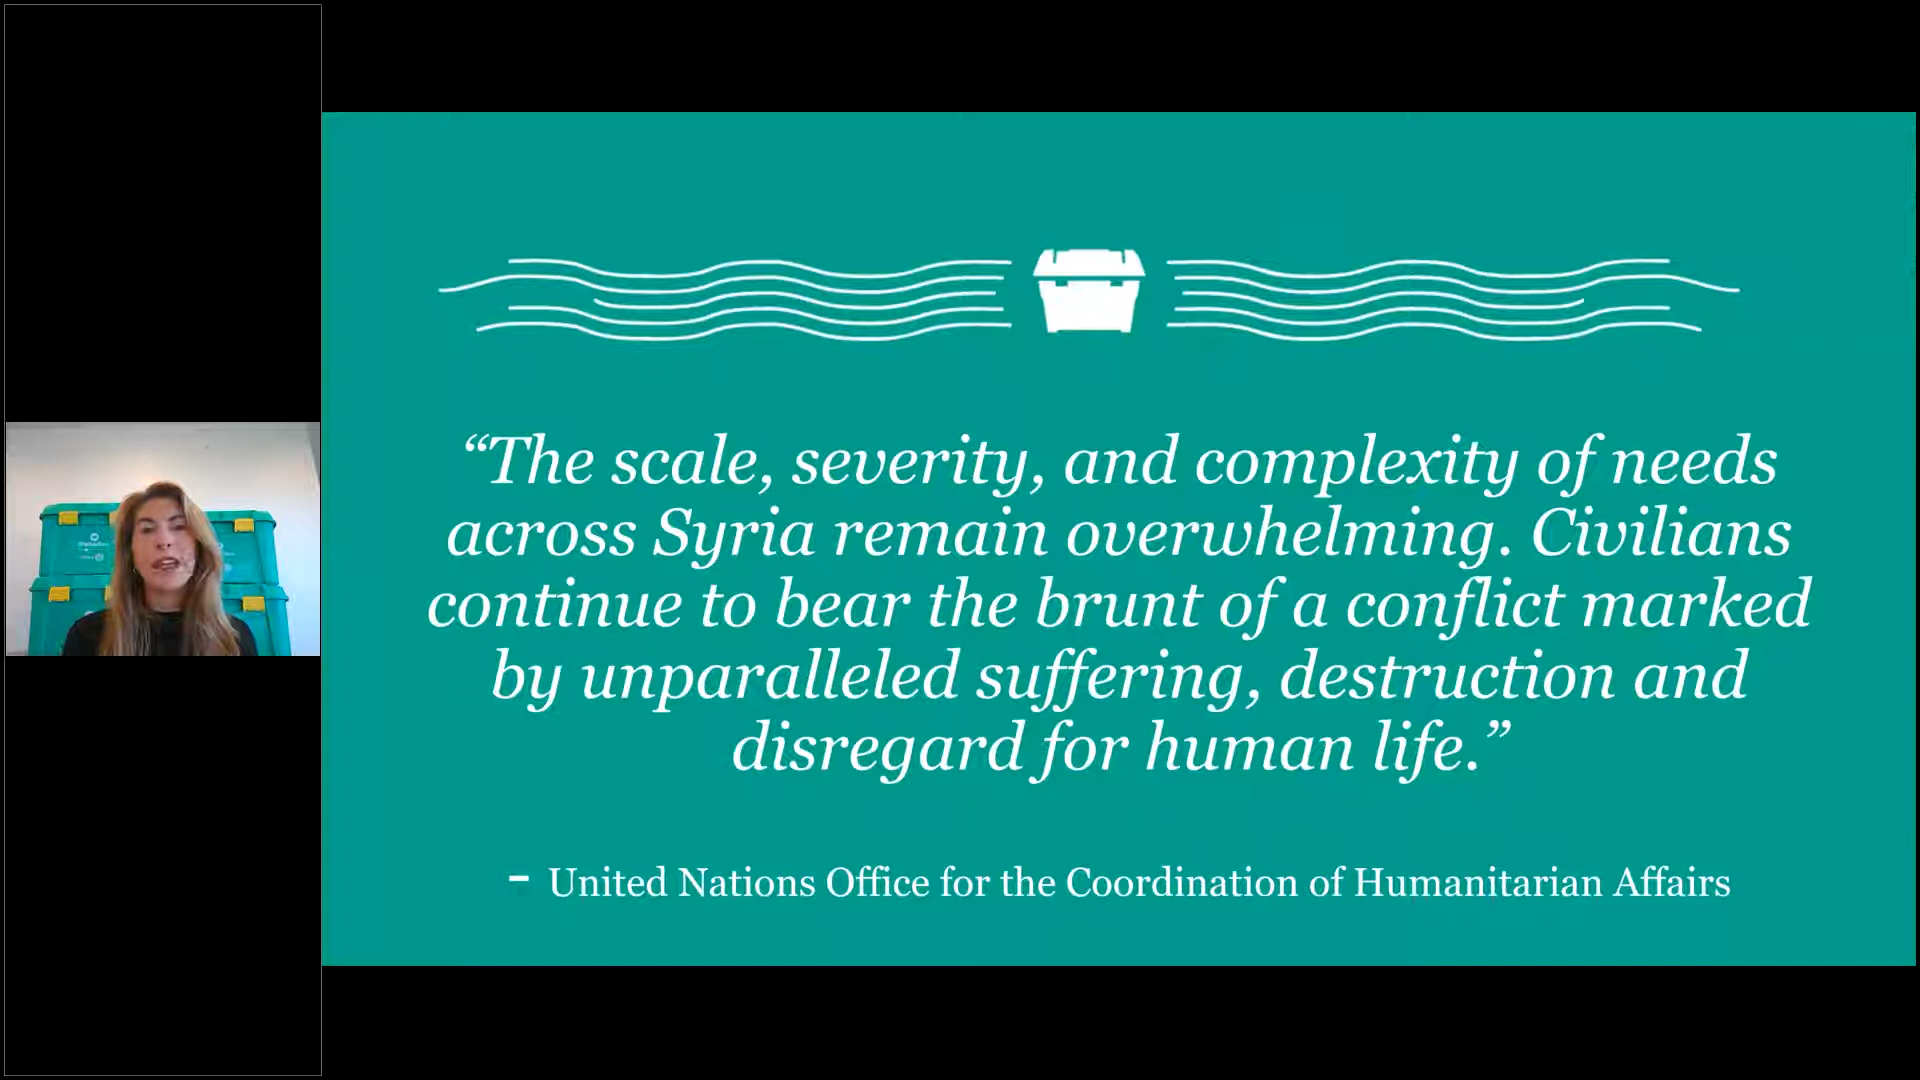 “The scale, severity, and complexity of needs
across Syria remain overwhelming. Civilians
continue to bear the brunt of a conflict marked
by unparalleled suffering, destruction and
disregard for human life.”
- United Nations Office for the Coordination of Humanitarian Affairs